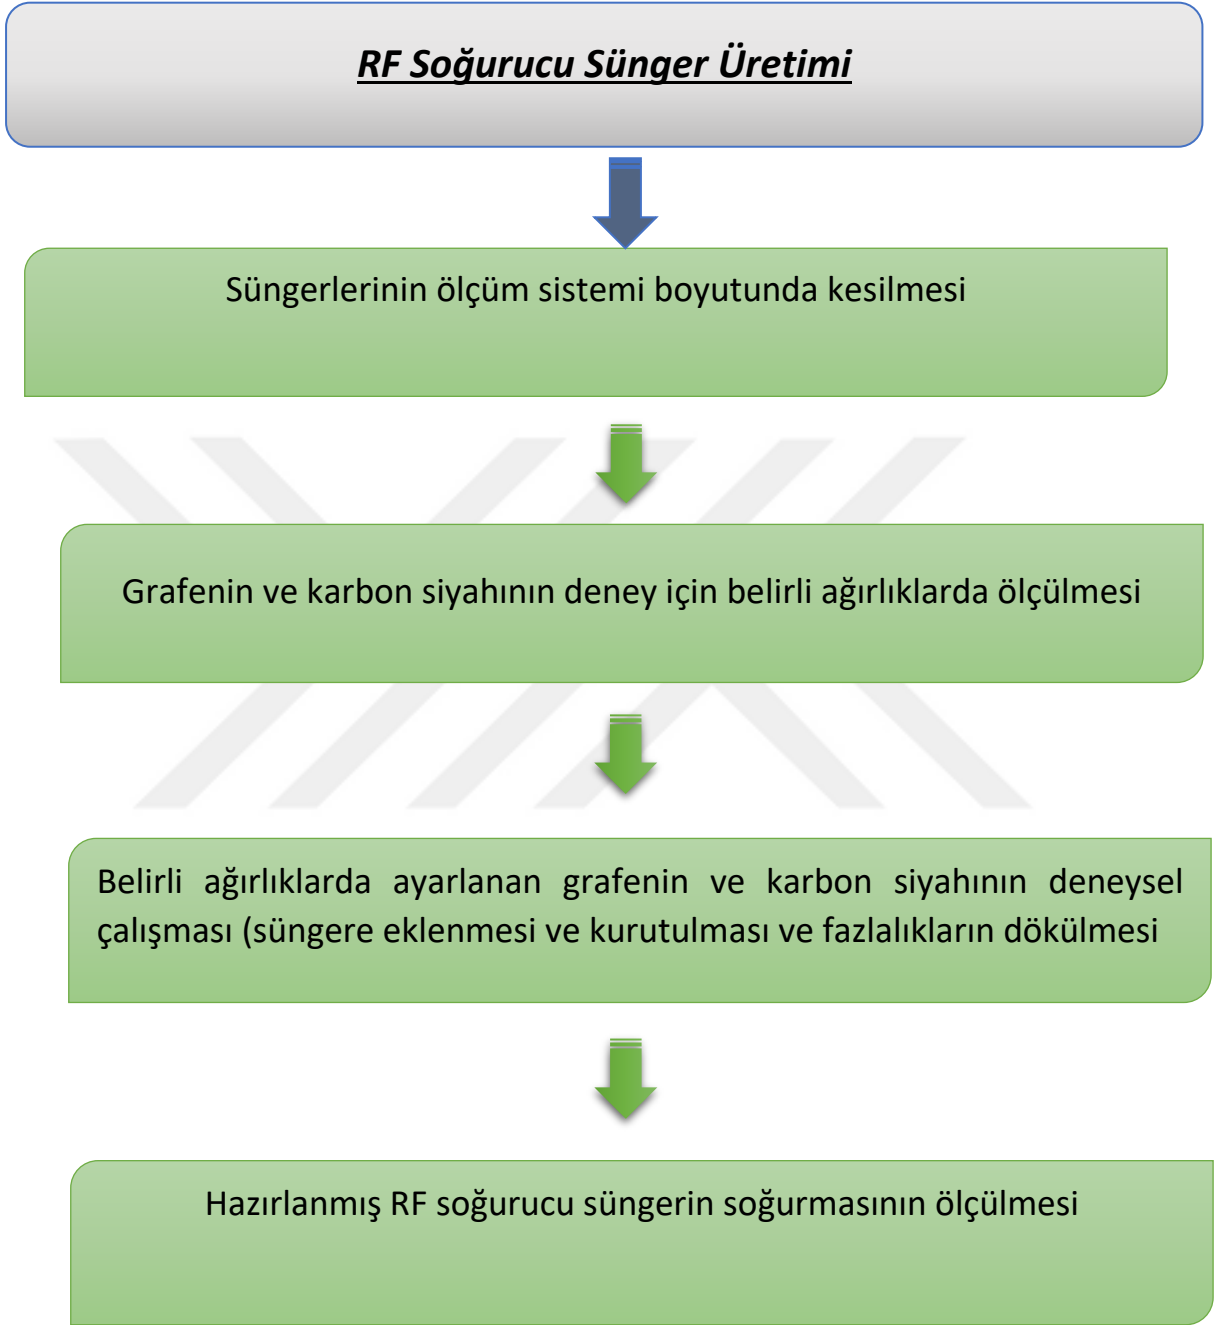 RF Soğurucu Sünger Üretimi
Süngerlerinin ölçüm sistemi boyutunda kesilmesi
Grafenin ve karbon siyahının deney için belirli ağırlıklarda ölçülmesi
Belirli ağırlıklarda ayarlanan grafenin ve karbon siyahının deneysel
çalışması (süngere eklenmesi ve kurutulması ve fazlalıkların dökülmesi
Hazırlanmış RF soğurucu süngerin soğurmasının ölçülmesi